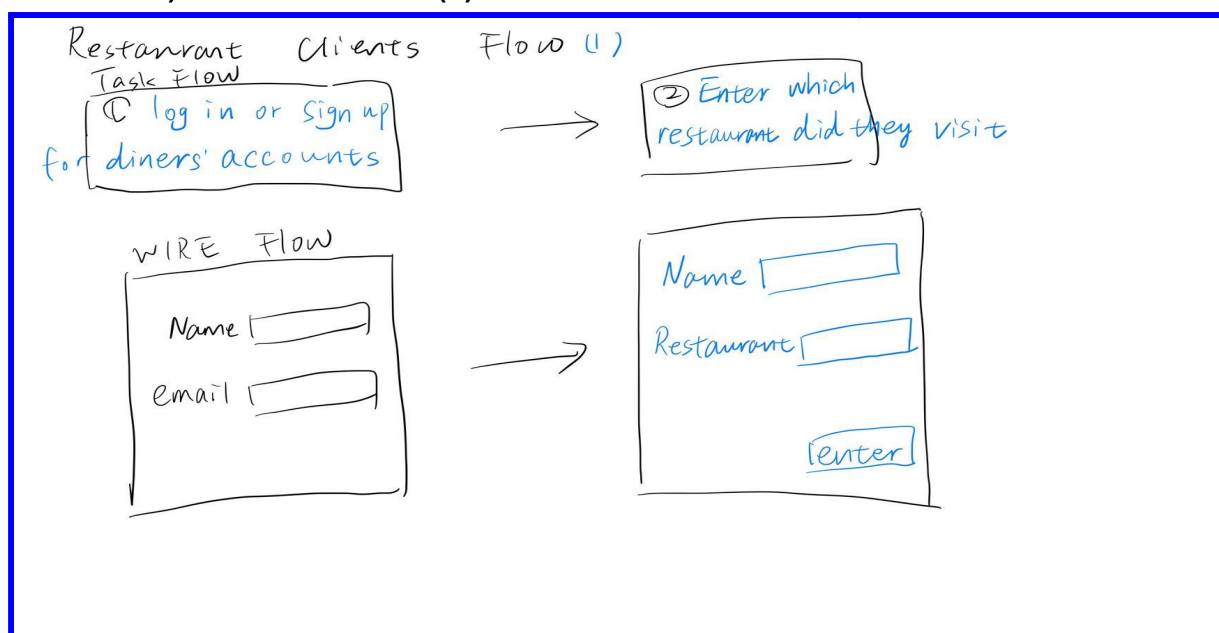 Restaurant Clients Flow (1)
Task Flow
① log in or sign up
for diners' accounts
② Enter which
restaurant did they visit
WIRE Flow
Name
email
Name
Restaurant
enter